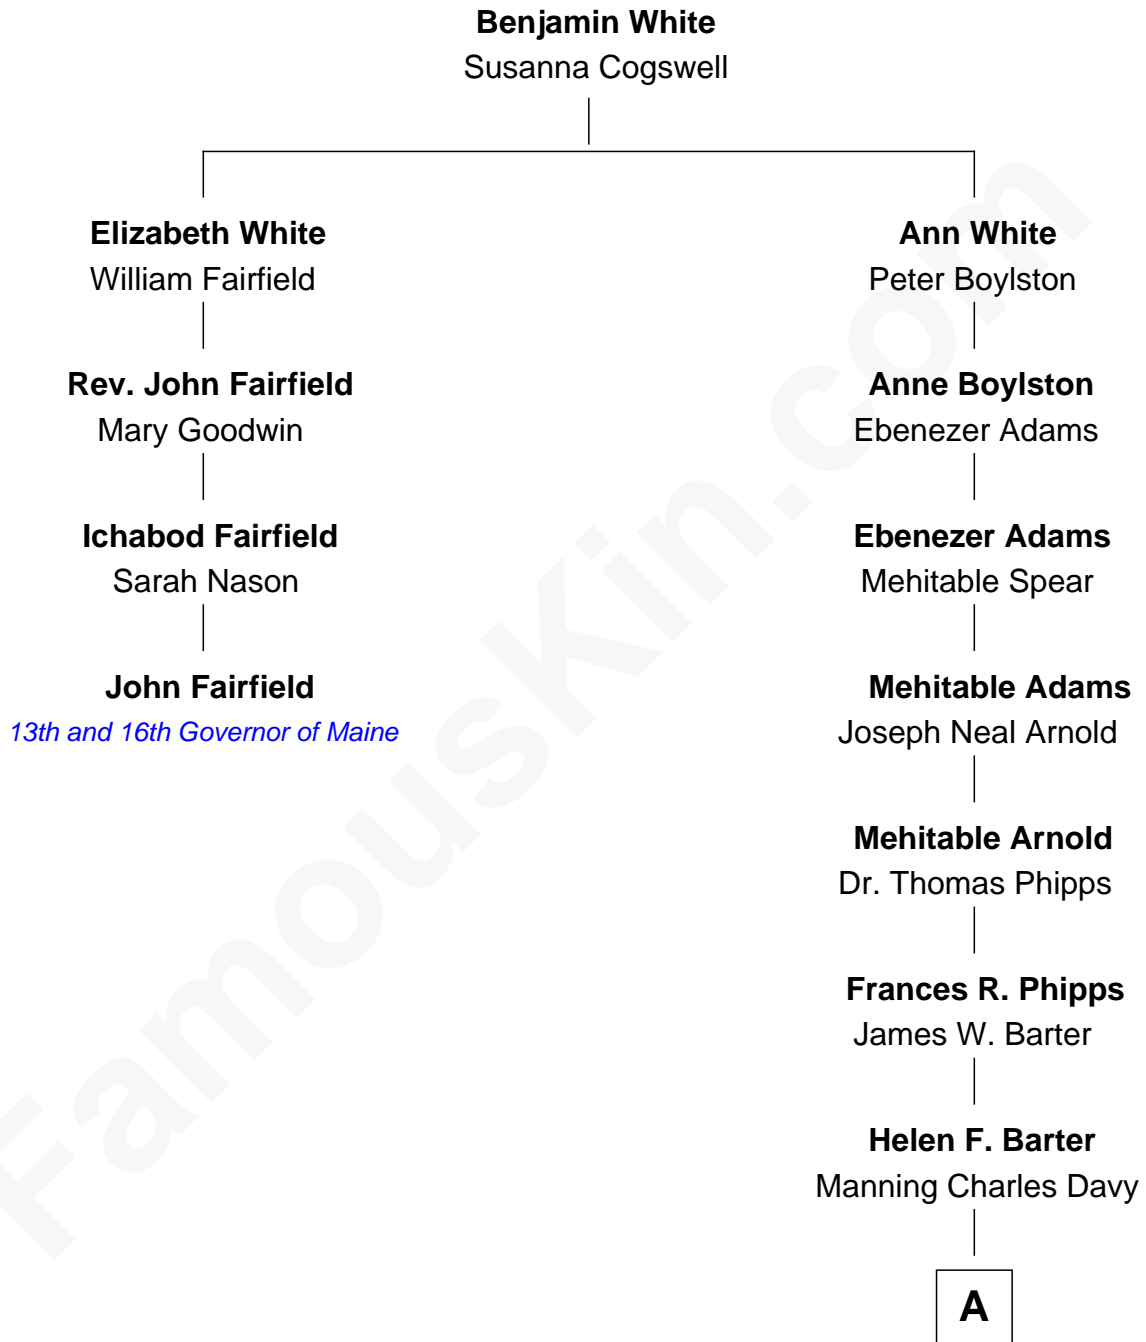 Benjamin White
Susanna Cogswell
Elizabeth White
William Fairfield
Ann White
Peter Boylston
Rev. John Fairfield
Mary Goodwin
Anne Boylston
Ebenezer Adams
Ichabod Fairfield
Sarah Nason
Ebenezer Adams
Mehitable Spear
John Fairfield
13th and 16th Governor of Maine
Mehitable Adams
Joseph Neal Arnold
Mehitable Arnold
Dr. Thomas Phipps
Frances R. Phipps
James W. Barter
Helen F. Barter
Manning Charles Davy
A
FamousKin.com